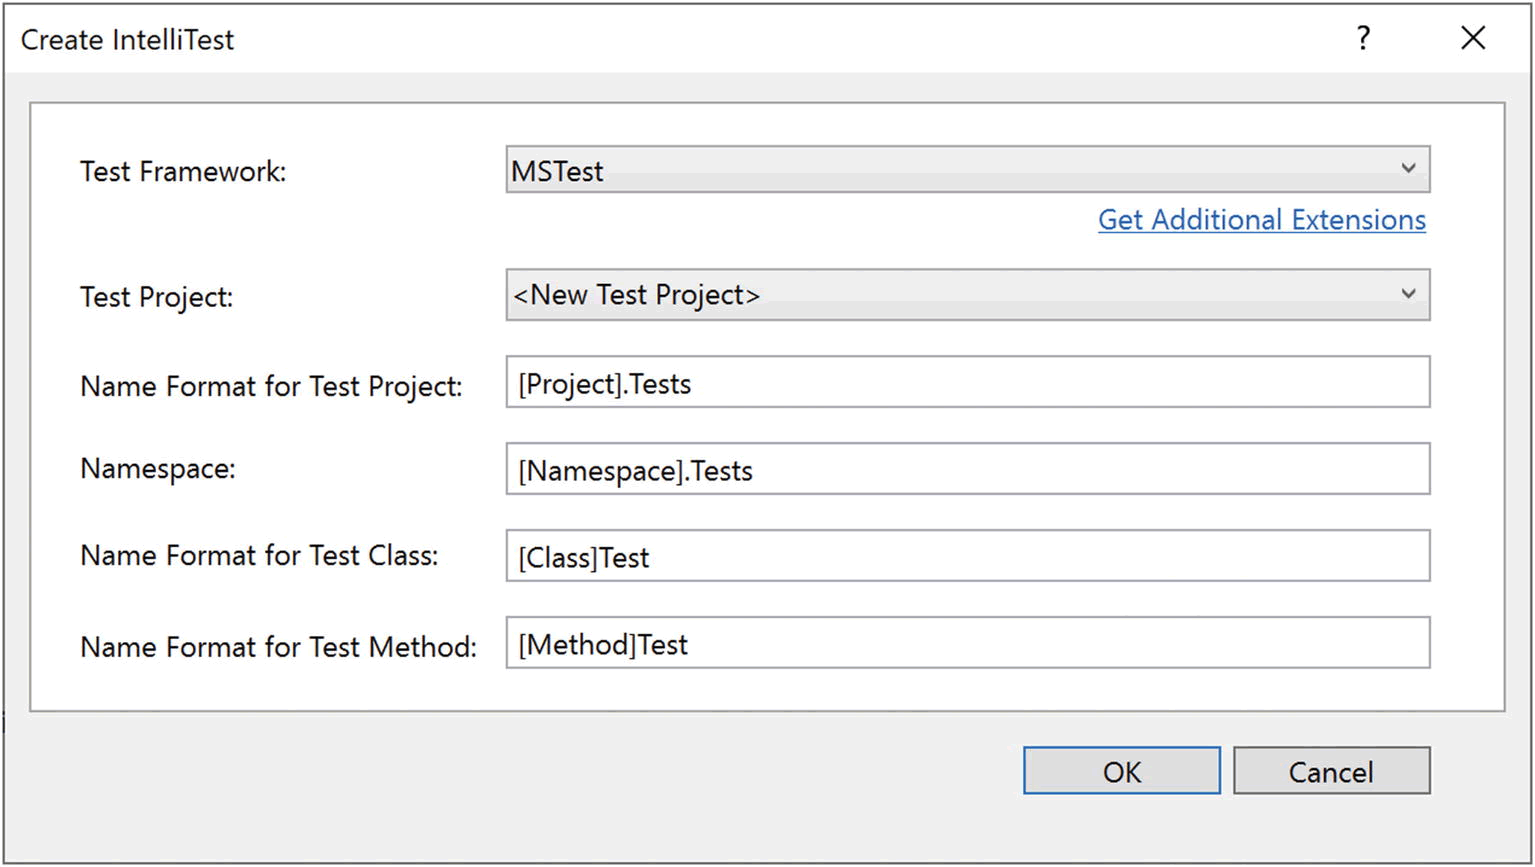 Create IntelliTest ?
Test Framework: MSTest
Get Additional Extensions
Test Project: <New Test Project>
Name Format for Test Project: [Project].Tests
Namespace: [Namespace].Tests
Name Format for Test Class: [Class]Test
Name Format for Test Method: [Method]Test
OK Cancel